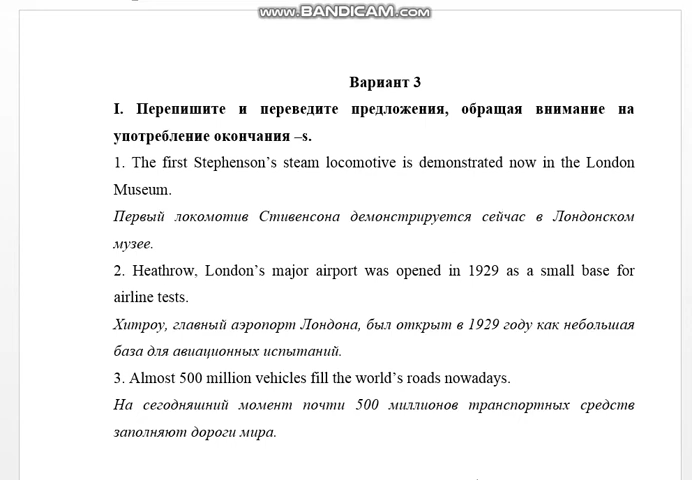 www.BANDICAM.com
Вариант 3
I. Перепишите и переведите предложения, обращая внимание на
употребление окончания –s.
1. The first Stephenson’s steam locomotive is demonstrated now in the London
Museum.
Первый локомотив Стивенсона демонстрируется сейчас в Лондонском
музее.
2. Heathrow, London’s major airport was opened in 1929 as a small base for
airline tests.
Хитроу, главный аэропорт Лондона, был открыт в 1929 году как небольшая
база для авиационных испытаний.
3. Almost 500 million vehicles fill the world’s roads nowadays.
На сегодняшний момент почти 500 миллионов транспортных средств
заполняют дороги мира.